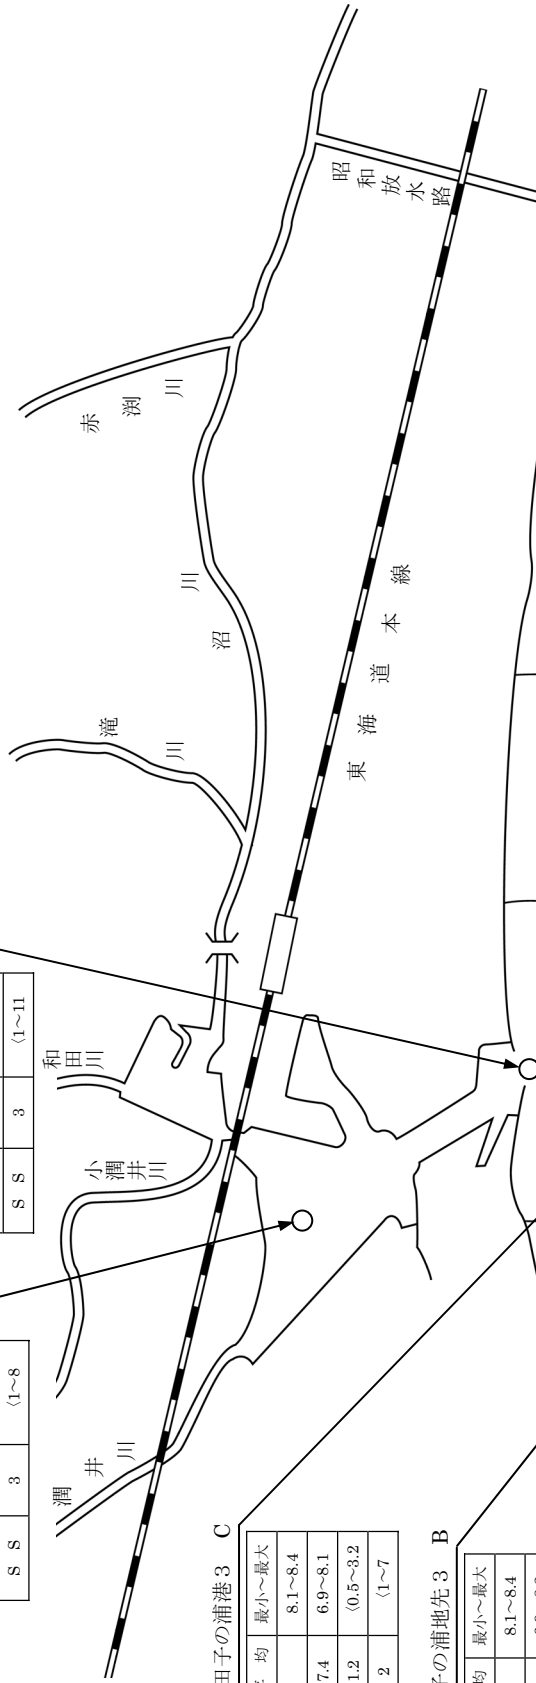 昭和放水路
赤渕川
沼川
滝川
東海道本線
和田川
小潤井川
潤井川
S S 3 〈1～11
S S 3 〈1～8
田子の浦港3 C
均 最小～最大
8.1～8.4
7.4 6.9～8.1
1.2 〈0.5～3.2
2 〈1～7
子の浦地先3 B
均 最小～最大
8.1～8.4